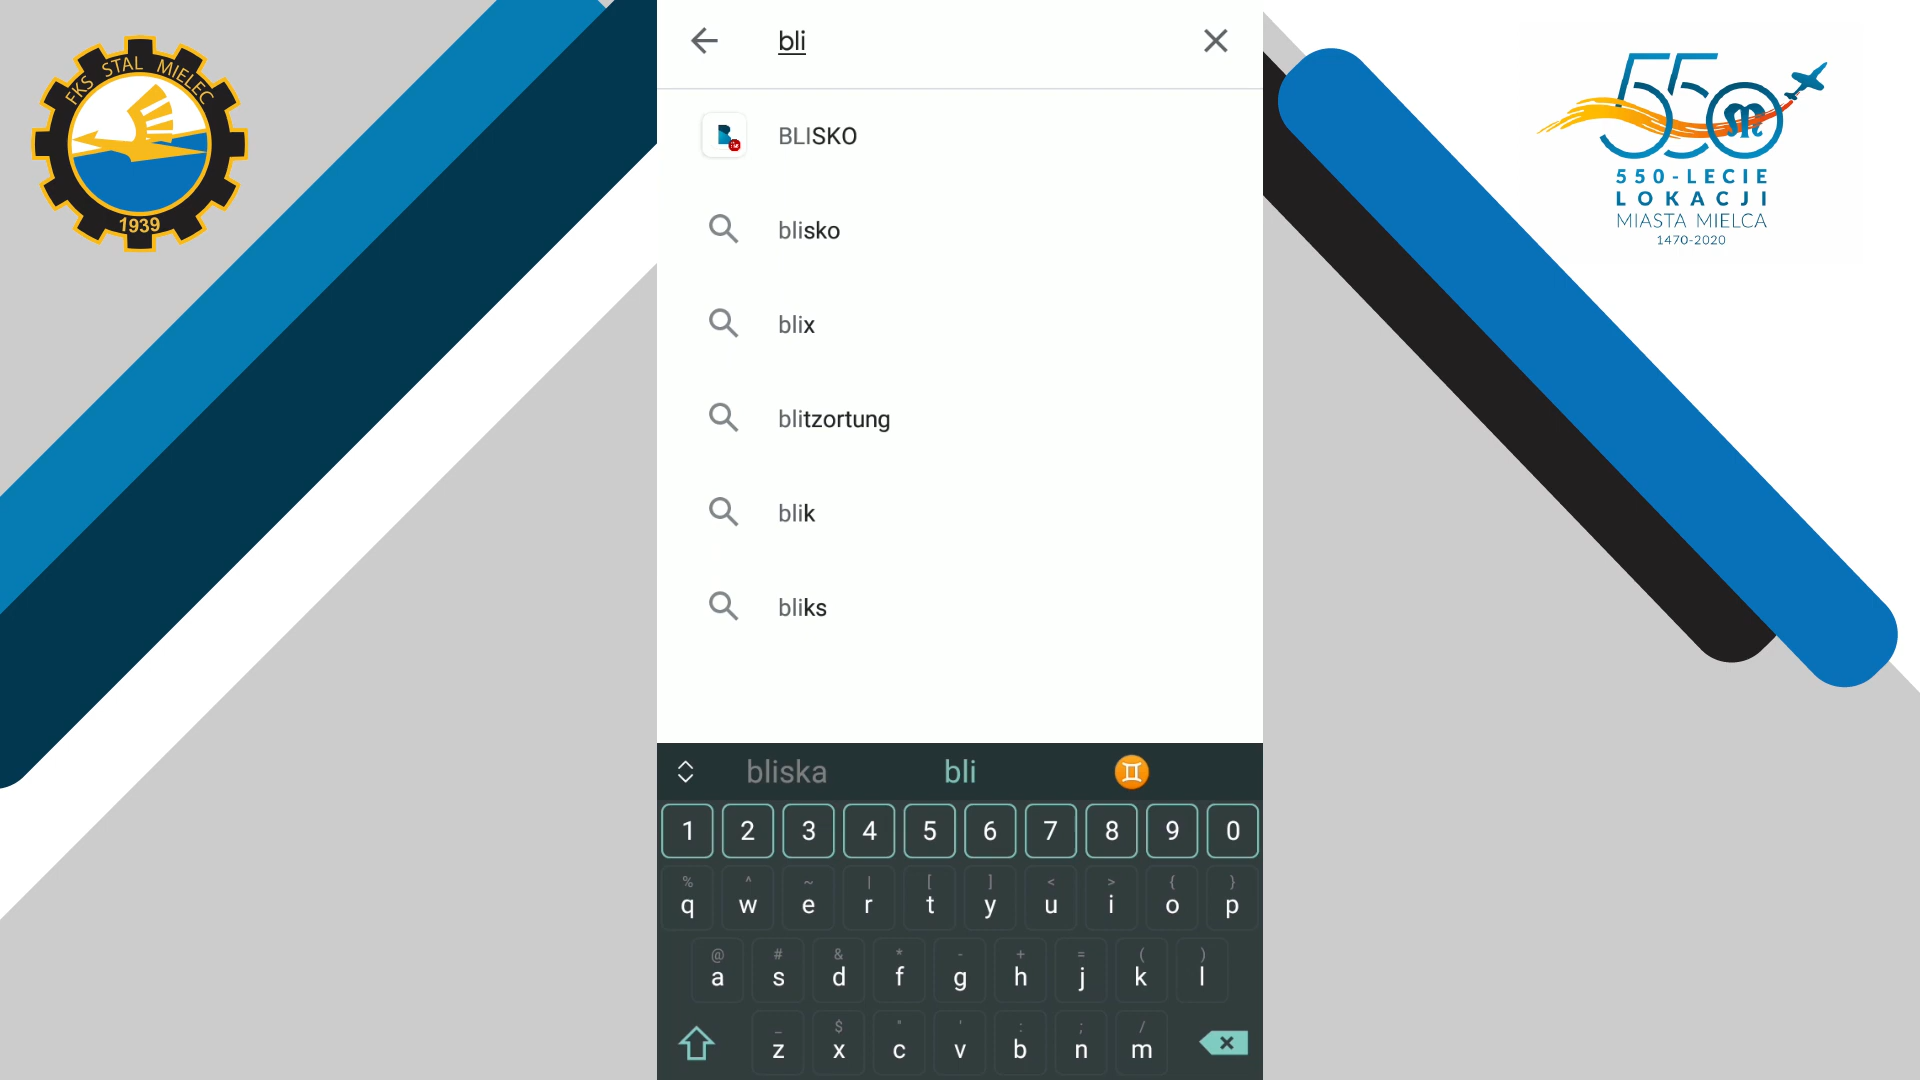 FKS STAL MIELEC
1939
bli
BLISKO
blisko
blix
blitzortung
blik
bliks
550
550-LECIE
LOKACJI
MIASTA MIELCA
1470-2020
bliska bli
1 2 3 4 5 6 7 8 9 0
% ^ ~ | [ ] < > { }
q w e r t y u i o p
@ # & * - + = ( )
a s d f g h j k l
_ $ " ' : ; /
z x c v b n m